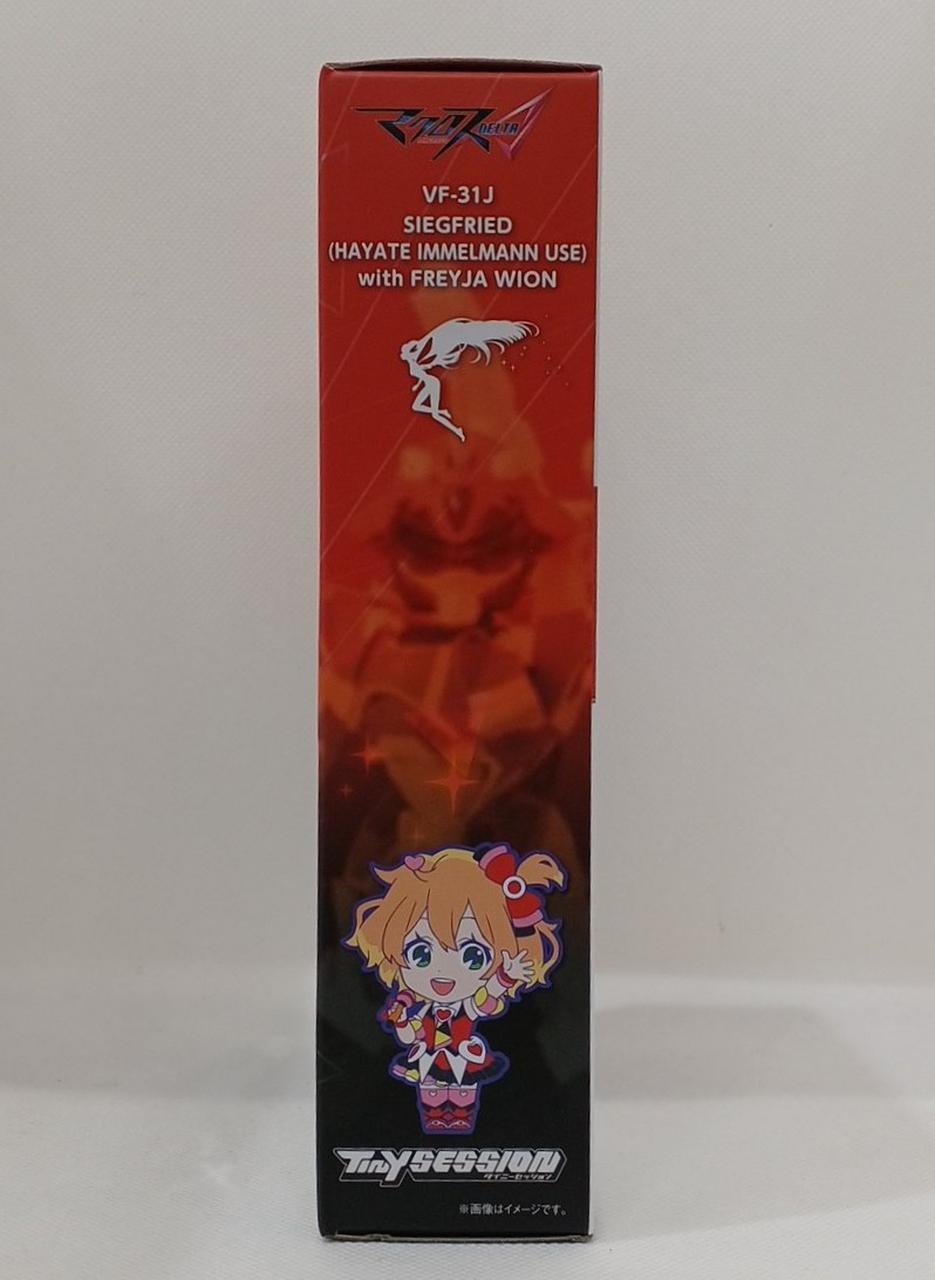 マクロス DELTA
VF-31J
SIEGFRIED
(HAYATE IMMELMANN USE)
with FREYJA WION
TINY SESSION
タイニーセッション
※画像はイメージです。